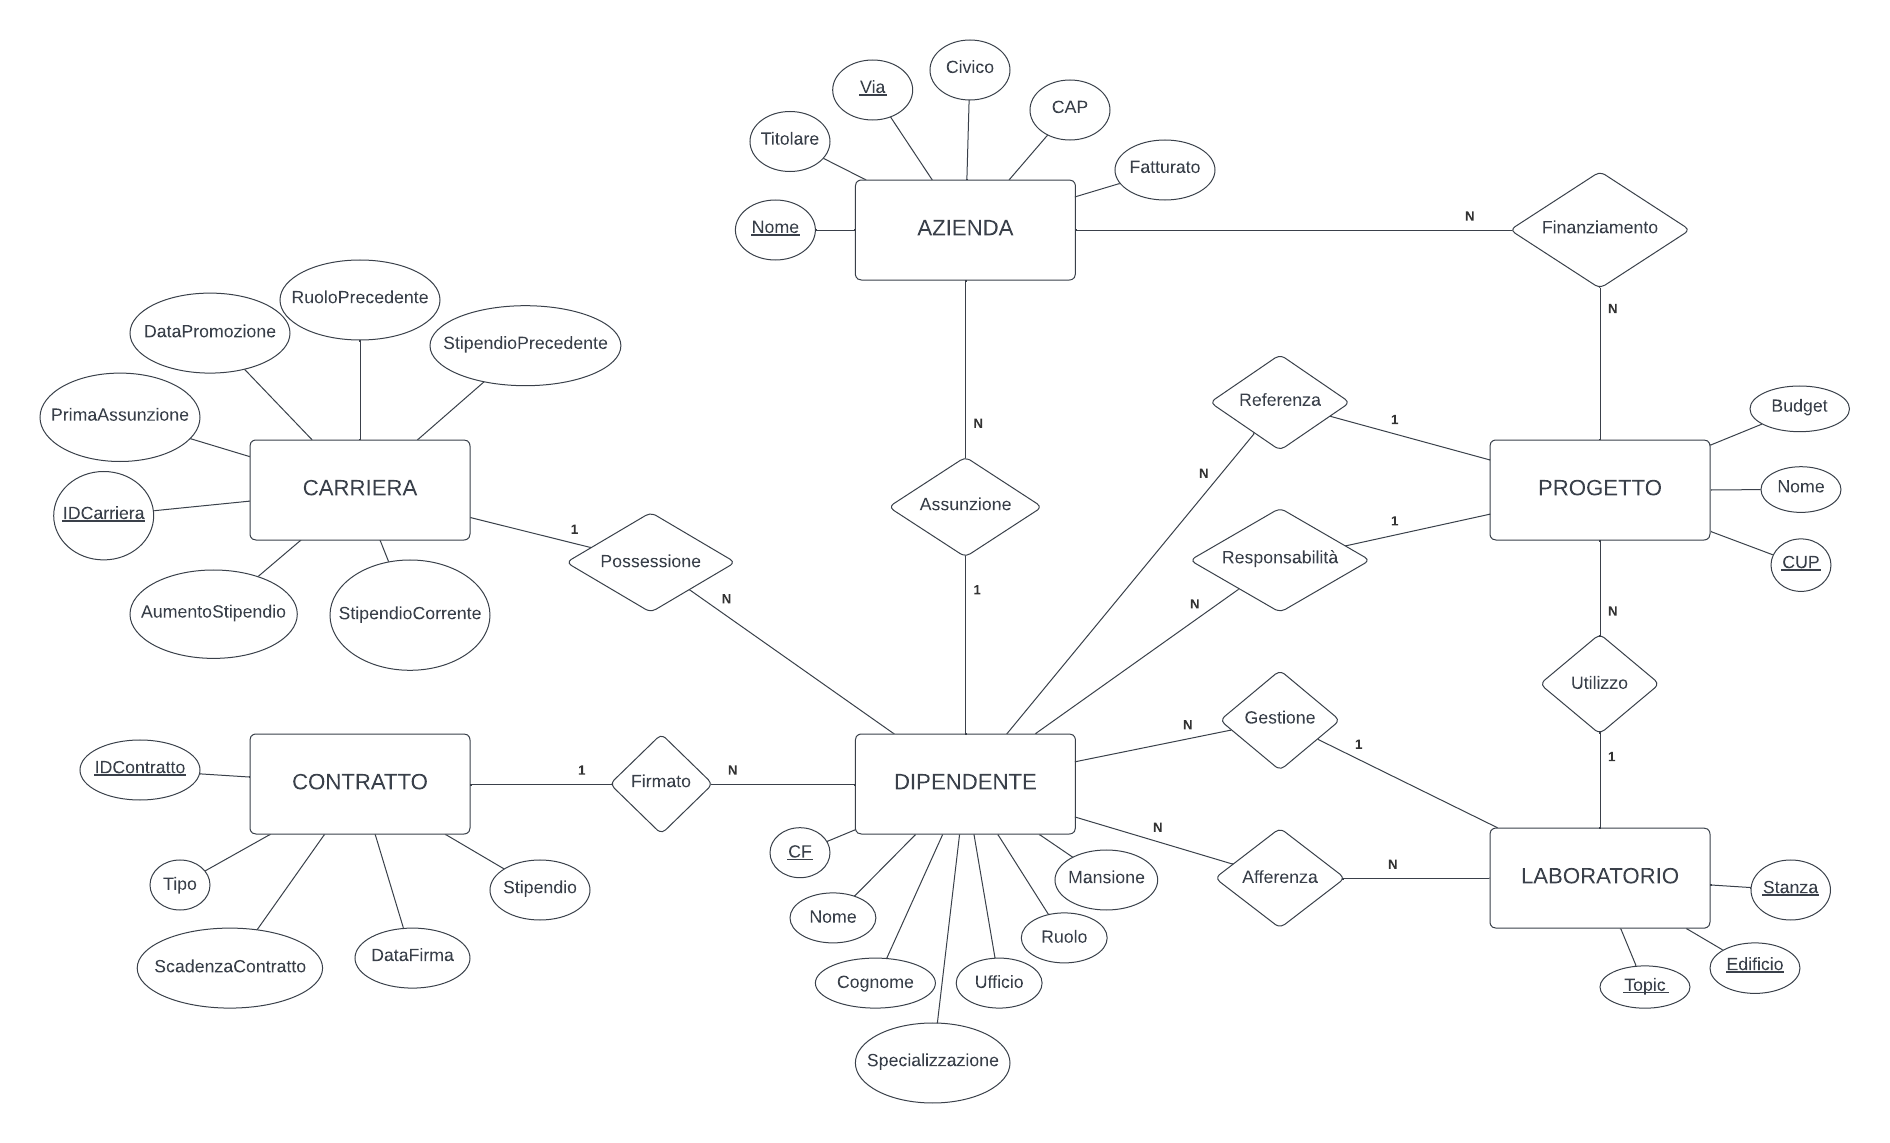 Civico
Via
CAP
Titolare
Fatturato
Nome
AZIENDA
N
Finanziamento
N
RuoloPrecedente
DataPromozione
StipendioPrecedente
PrimaAssunzione
CARRIERA
IDCarriera
AumentoStipendio
StipendioCorrente
1
Possessione
N
N
Assunzione
1
Referenza
1
N
Responsabilità
1
N
Budget
PROGETTO
Nome
CUP
N
Utilizzo
1
Gestione
N
1
IDContratto
CONTRATTO
1
Firmato
N
DIPENDENTE
N
Afferenza
N
LABORATORIO
Stanza
Edificio
Topic
Tipo
Stipendio
ScadenzaContratto
DataFirma
CF
Nome
Cognome
Specializzazione
Ufficio
Ruolo
Mansione